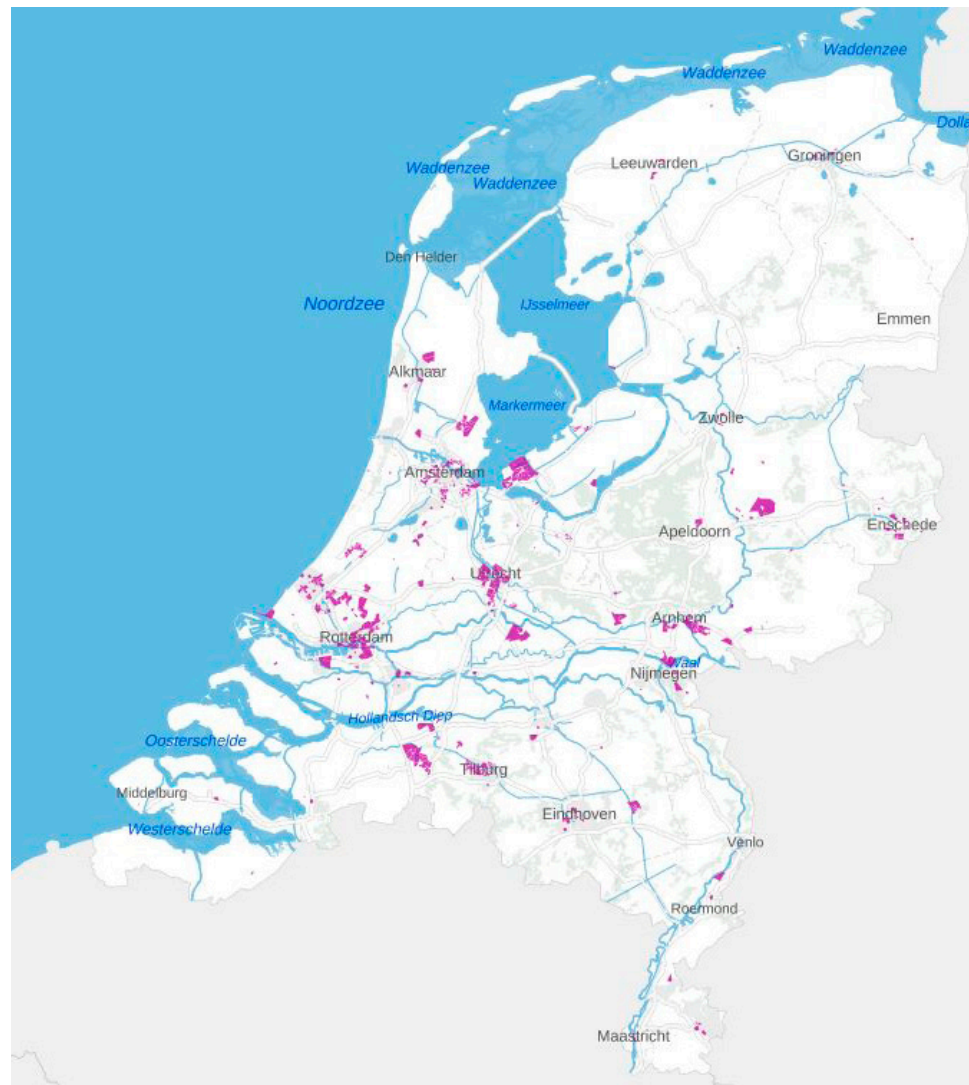 Waddenzee
Waddenzee
Dolla
Groningen
Leeuwarden
Waddenzee
Waddenzee
Den Helder
Noordzee
IJsselmeer
Emmen
Alkmaar
Markermeer
Zwolle
Amsterdam
Enschede
Apeldoorn
Utrecht
Arnhem
Rotterdam
Waal
Nijmegen
Hollandsch Diep
Oosterschelde
Tilburg
Middelburg
Eindhoven
Westerschelde
Venlo
Roermond
Maastricht